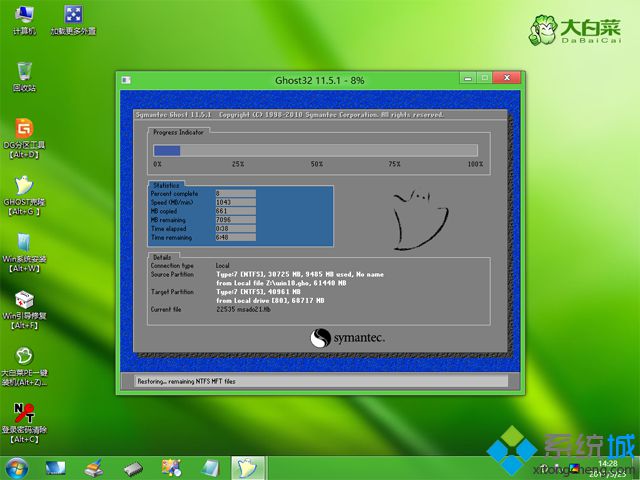 计算机
加载更多外置
回收站
DG分区工具
【Alt+D】
GHOST克隆
【Alt+G 】
Win系统安装
【Alt+W】
Win引导修复
【Alt+F】
大白菜PE一键
装机(Alt+Z)...
登录密码清除
【Alt+C】
大白菜
DaBaiCai
Ghost32 11.5.1 - 8%
Symantec Ghost 11.5.1 Copyright (C) 1998-2010 Symantec Corporation. All rights reserved.
Progress Indicator
0% 25% 50% 75% 100%
Statistics
Percent complete 8
Speed (MB/min) 1043
MB copied 661
MB remaining 7096
Time elapsed 0:38
Time remaining 6:48
Details
Connection type Local
Source Partition Type:7 [NTFS], 30725 MB, 9485 MB used, No name
from Local file Z:\win10.gho, 61440 MB
Target Partition Type:7 [NTFS], 40961 MB
from Local drive [80], 68717 MB
Current file 22535 msado21.tlb
symantec.
Restoring... remaining NTFS MFT files
14:28
系统城
xitongcheng.com